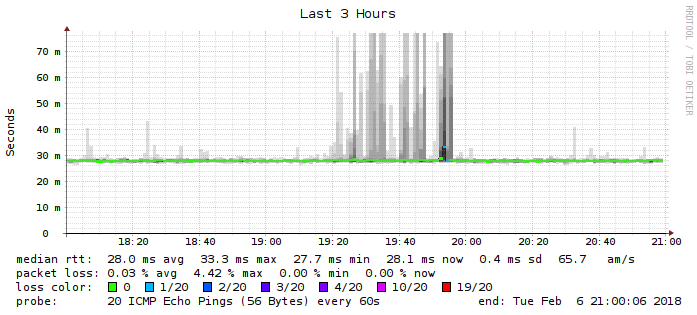 Last 3 Hours
RRDTOOL / TOBI OETIKER
Seconds
70 m
60 m
50 m
40 m
30 m
20 m
10 m
0
18:20 18:40 19:00 19:20 19:40 20:00 20:20 20:40 21:00
median rtt: 28.0 ms avg 33.3 ms max 27.7 ms min 28.1 ms now 0.4 ms sd 65.7 am/s
packet loss: 0.03 % avg 4.42 % max 0.00 % min 0.00 % now
loss color: 0 1/20 2/20 3/20 4/20 10/20 19/20
probe: 20 ICMP Echo Pings (56 Bytes) every 60s end: Tue Feb 6 21:00:06 2018